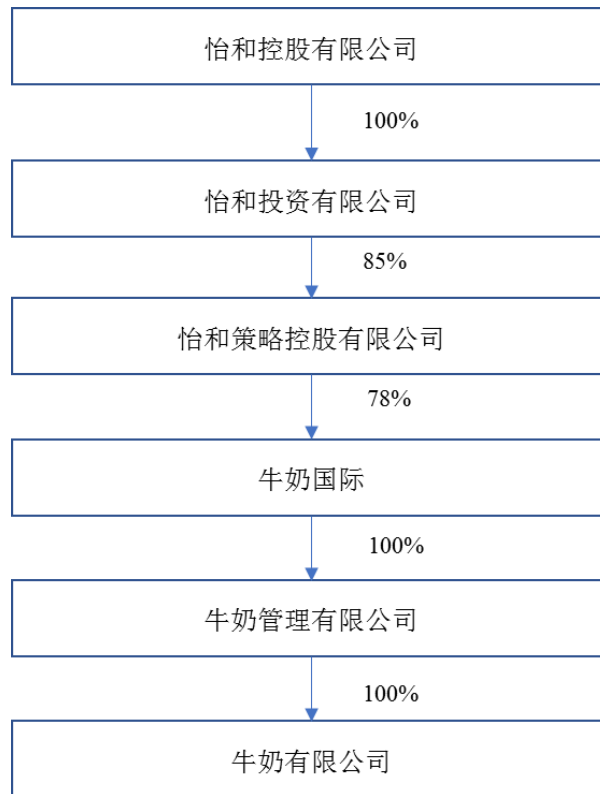 怡和控股有限公司
100%
怡和投资有限公司
85%
怡和策略控股有限公司
78%
牛奶国际
100%
牛奶管理有限公司
100%
牛奶有限公司